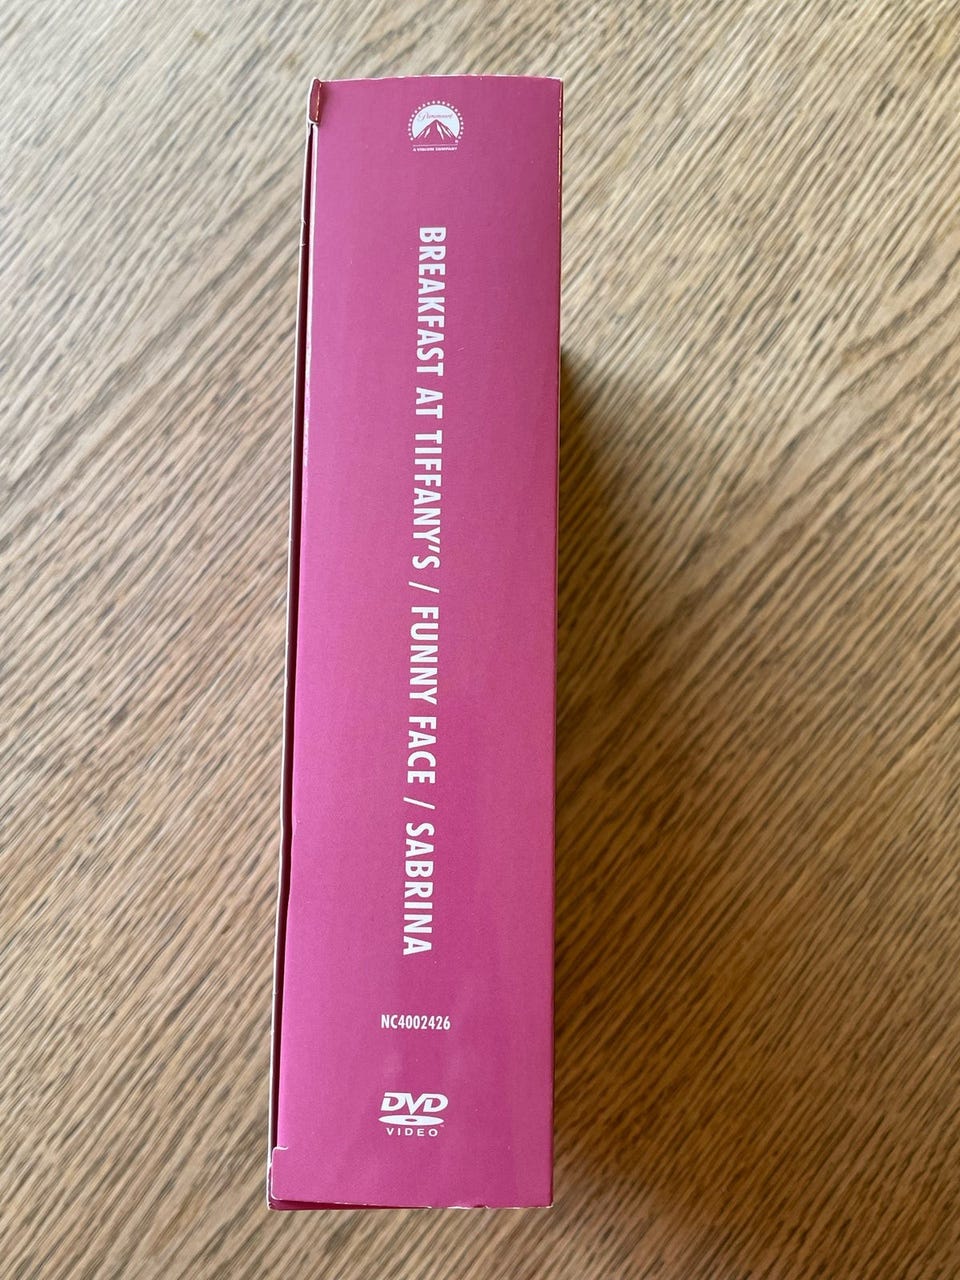 Paramount
A VIACOM COMPANY
BREAKFAST AT TIFFANY'S / FUNNY FACE / SABRINA
NC4002426
DVD
VIDEO